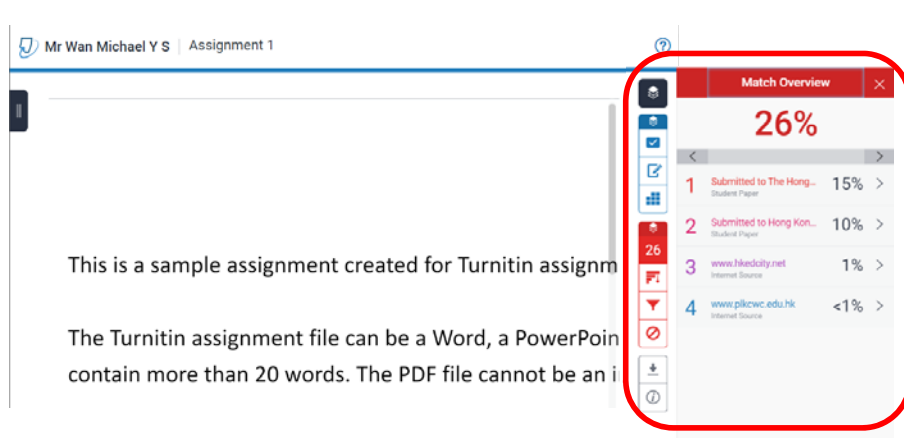 Mr Wan Michael Y S | Assignment 1
?
Match Overview
26%
1 Submitted to The Hong... 15%
Student Paper
2 Submitted to Hong Kon... 10%
Student Paper
26
3 www.hkedcity.net 1%
Internet Source
4 www.plkcwc.edu.hk <1%
Internet Source
This is a sample assignment created for Turnitin assignm
The Turnitin assignment file can be a Word, a PowerPoin
contain more than 20 words. The PDF file cannot be an i